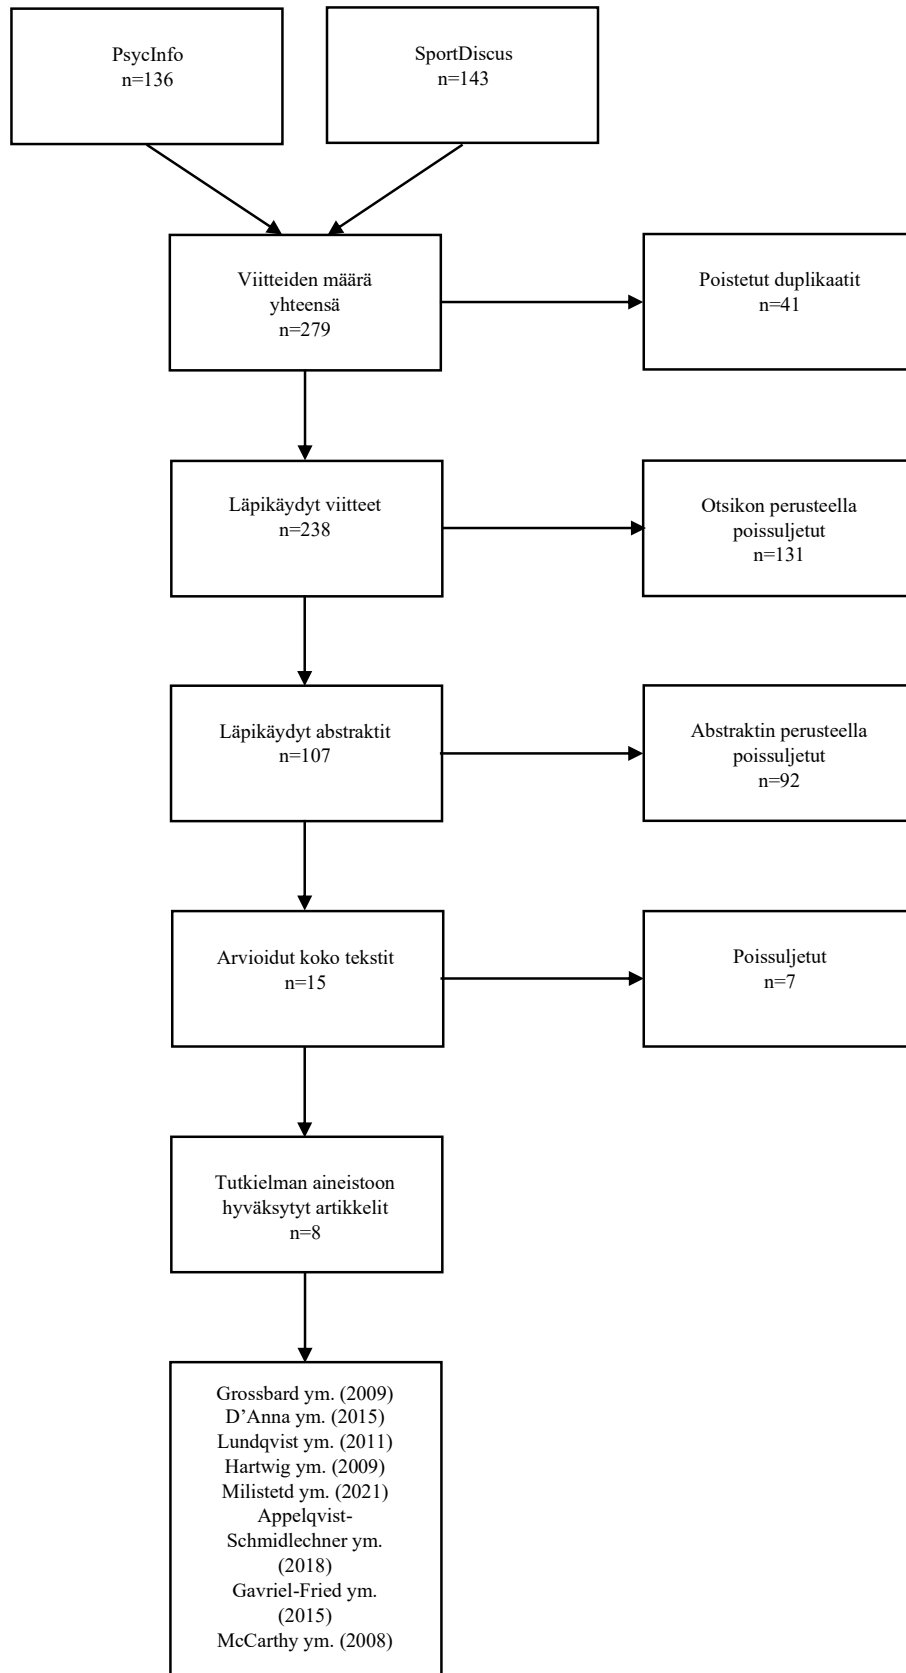 PsycInfo
n=136
SportDiscus
n=143
Viitteiden määrä
yhteensä
n=279
Poistetut duplikaatit
n=41
Läpikäydyt viitteet
n=238
Otsikon perusteella
poissuljetut
n=131
Läpikäydyt abstraktit
n=107
Abstraktin perusteella
poissuljetut
n=92
Arvioidut koko tekstit
n=15
Poissuljetut
n=7
Tutkielman aineistoon
hyväksytyt artikkelit
n=8
Grossbard ym. (2009)
D’Anna ym. (2015)
Lundqvist ym. (2011)
Hartwig ym. (2009)
Milistetd ym. (2021)
Appelqvist-
Schmidlechner ym.
(2018)
Gavriel-Fried ym.
(2015)
McCarthy ym. (2008)